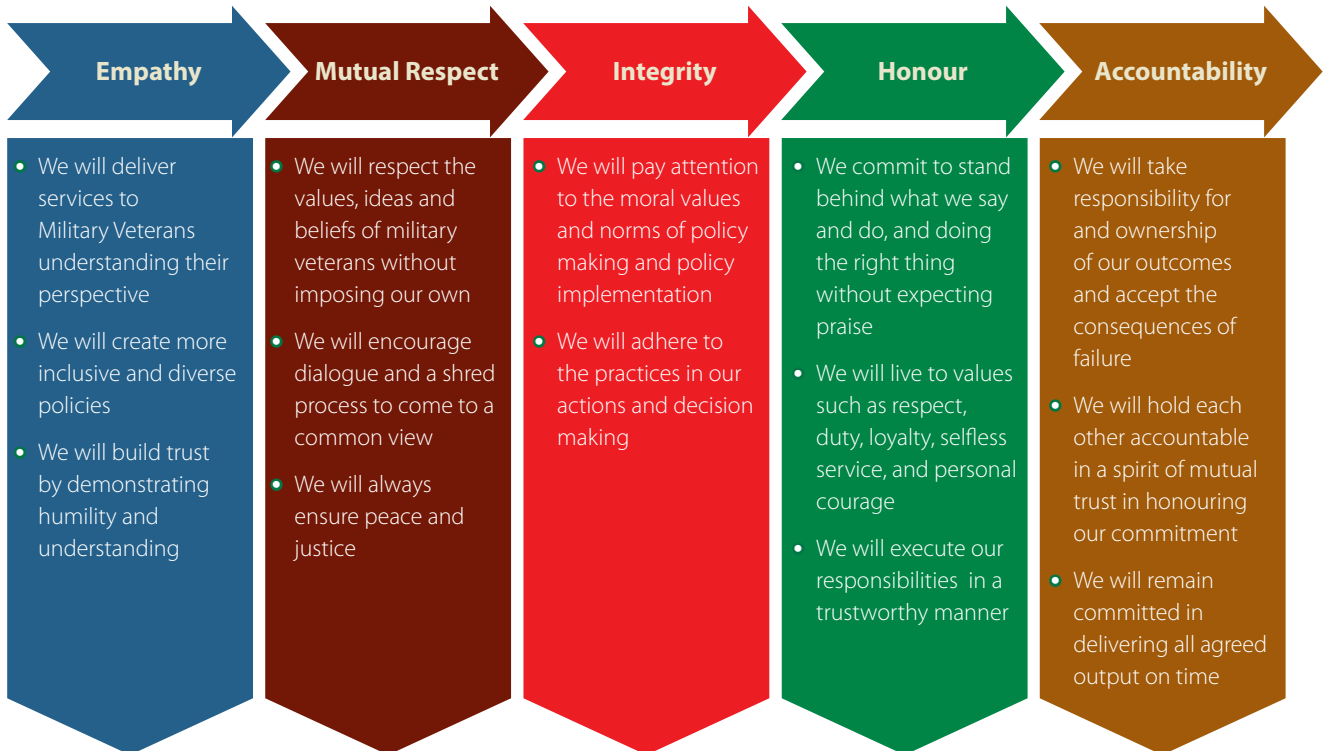 Empathy
We will deliver
services to
Military Veterans
understanding their
perspective
We will create more
inclusive and diverse
policies
We will build trust
by demonstrating
humility and
understanding
Mutual Respect
We will respect the
values, ideas and
beliefs of military
veterans without
imposing our own
We will encourage
dialogue and a shred
process to come to a
common view
We will always
ensure peace and
justice
Integrity
We will pay attention
to the moral values
and norms of policy
making and policy
implementation
We will adhere to
the practices in our
actions and decision
making
Honour
We commit to stand
behind what we say
and do, and doing
the right thing
without expecting
praise
We will live to values
such as respect,
duty, loyalty, selfless
service, and personal
courage
We will execute our
responsibilities in a
trustworthy manner
Accountability
We will take
responsibility for
and ownership
of our outcomes
and accept the
consequences of
failure
We will hold each
other accountable
in a spirit of mutual
trust in honouring
our commitment
We will remain
committed in
delivering all agreed
output on time